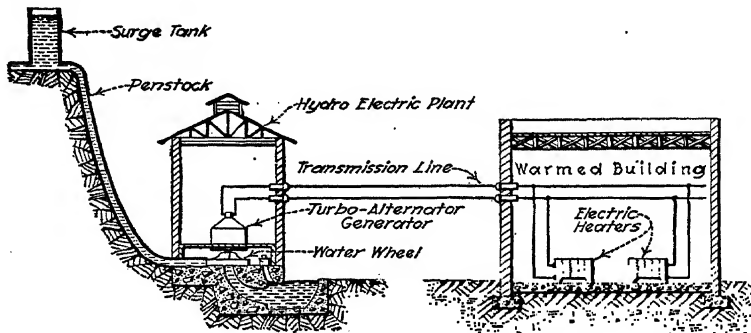 Surge Tank
Penstock
Hydro Electric Plant
Transmission Line
Warmed Building
Turbo-Alternator
Generator
Electric
Heaters
Water Wheel